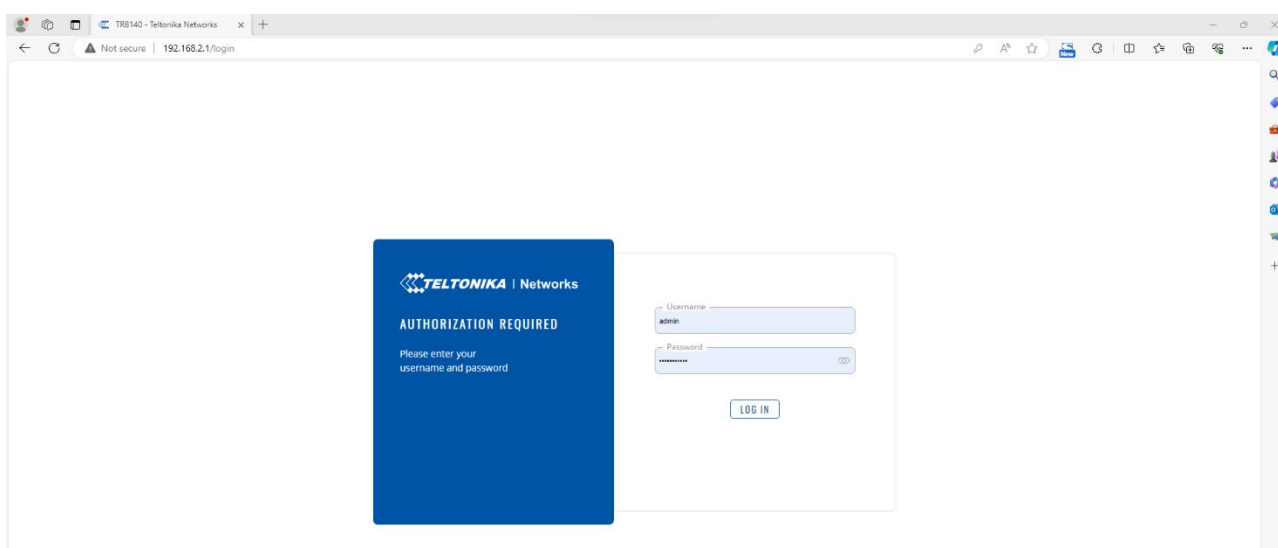 TRB140 - Teltonika Networks
Not secure | 192.168.2.1/login
TELTONIKA | Networks
AUTHORIZATION REQUIRED
Please enter your
username and password
Username
admin
Password
•••••••••••
LOG IN